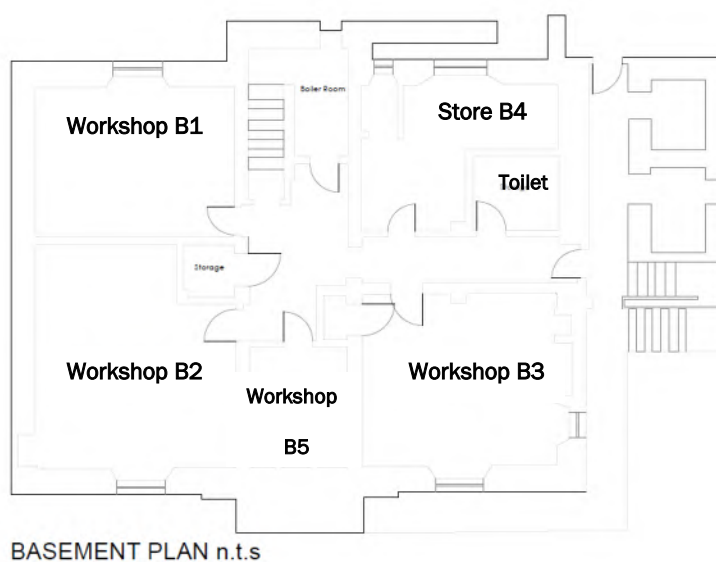 Boiler Room
Workshop B1
Store B4
Toilet
Storage
Workshop B2
Workshop
B5
Workshop B3
BASEMENT PLAN n.t.s